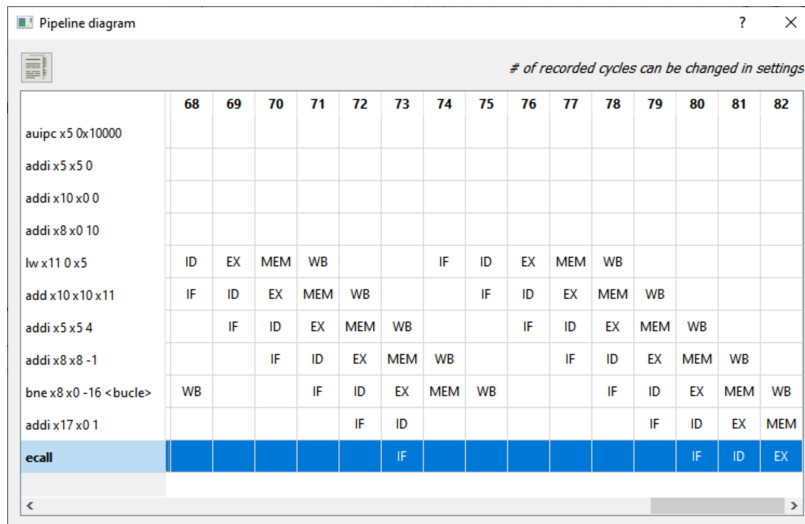 Pipeline diagram ? ×
# of recorded cycles can be changed in settings
68 69 70 71 72 73 74 75 76 77 78 79 80 81 82
auipc x5 0x10000
addi x5 x5 0
addi x10 x0 0
addi x8 x0 10
lw x11 0 x5 ID EX MEM WB IF ID EX MEM WB
add x10 x10 x11 IF ID EX MEM WB IF ID EX MEM WB
addi x5 x5 4 IF ID EX MEM WB IF ID EX MEM WB
addi x8 x8 -1 IF ID EX MEM WB IF ID EX MEM WB
bne x8 x0 -16 <bucle> WB IF ID EX MEM WB IF ID EX MEM WB
addi x17 x0 1 IF ID IF ID EX MEM
ecall IF IF ID EX